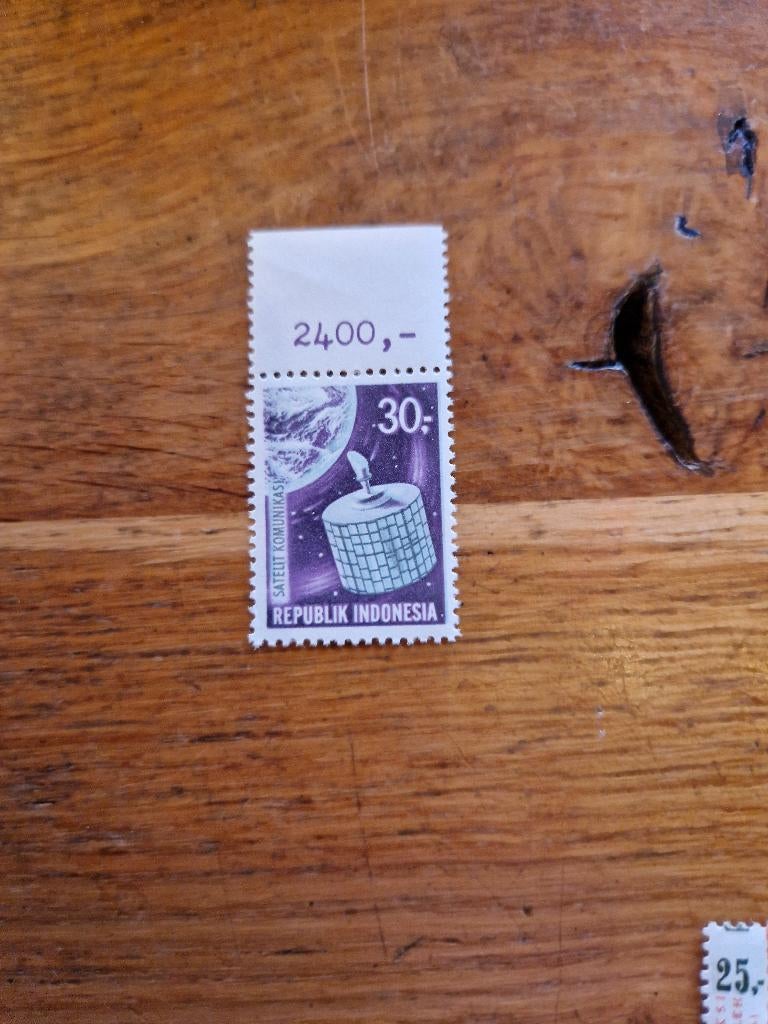 2400,-
30,-
SATELIT KOMUNIKASI
REPUBLIK INDONESIA
25,-